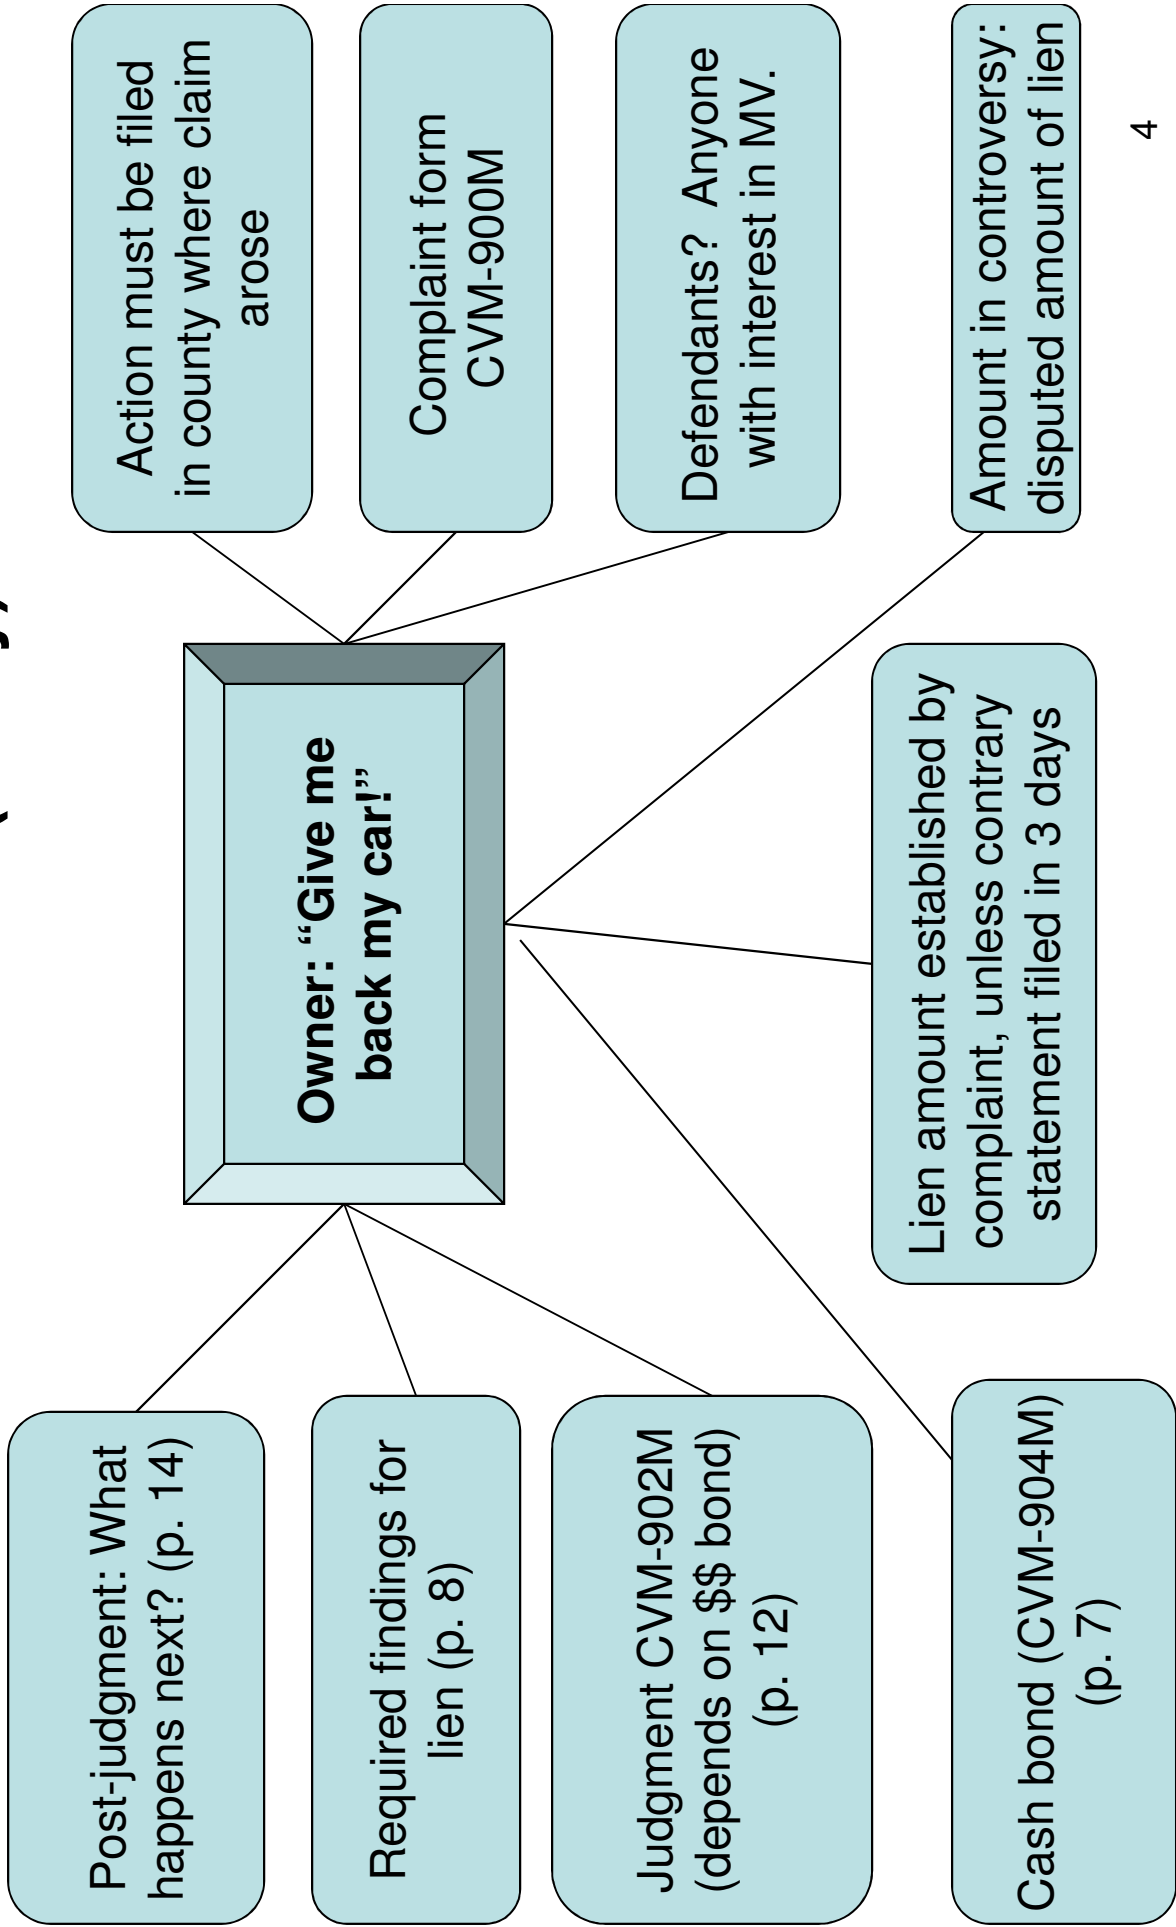 Owner: “Give me
back my car!”
Post-judgment: What
happens next? (p. 14)
Required findings for
lien (p. 8)
Judgment CVM-902M
(depends on $$ bond)
(p. 12)
Cash bond (CVM-904M)
(p. 7)
Lien amount established by
complaint, unless contrary
statement filed in 3 days
Action must be filed
in county where claim
arose
Complaint form
CVM-900M
Defendants?  Anyone
with interest in MV.
Amount in controversy:
disputed amount of lien
4